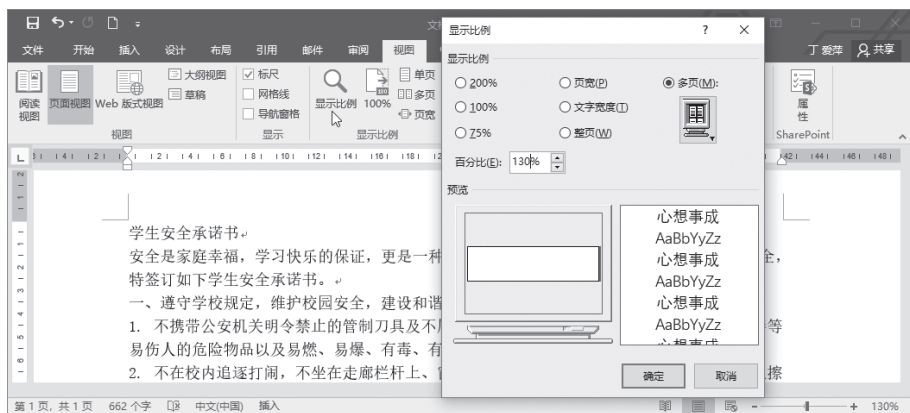 文
显示比例 ?
文件 开始 插入 设计 布局 引用 邮件 审阅 视图 丁爱萍 共享
显示比例
大纲视图 标尺 单页
200% 页宽(P) 多页(M):
阅读视图 页面视图 Web 版式视图 草稿 网格线 显示比例 100% 多页
100% 文字宽度(T) 属性
导航窗格 页宽
75% 整页(W)
视图 显示 显示比例 SharePoint
百分比(E): 130%
预览
学生安全承诺书
安全是家庭幸福,学习快乐的保证,更是一种 全,
特签订如下学生安全承诺书。
一、遵守学校规定,维护校园安全,建设和谐
1. 不携带公安机关明令禁止的管制刀具及不 等
易伤人的危险物品以及易燃、易爆、有毒、有
2. 不在校内追逐打闹,不坐在走廊栏杆上、 擦
心想事成
AaBbYyZz
心想事成
AaBbYyZz
心想事成
AaBbYyZz
心想事成
确定 取消
第1页,共1页 662个字 中文(中国) 插入 130%